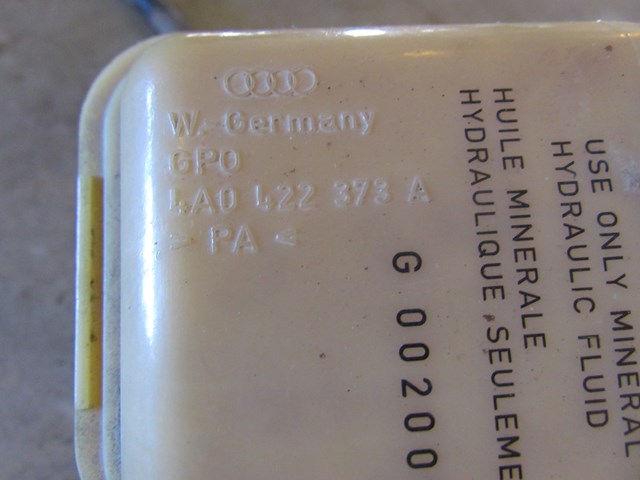 W.-Germany
GPO
4A0 422 373 A
> PA <
G 00200
HUILE MINERALE
HYDRAULIQUE SEULEME
USE ONLY MINERAL
HYDRAULIC FLUID